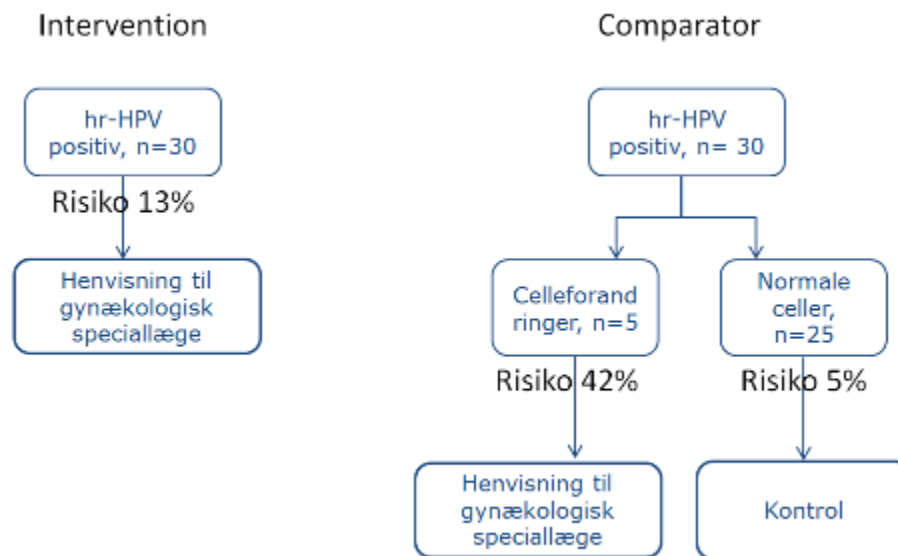 Intervention
hr-HPV
positiv, n=30
Risiko 13%
Henvisning til
gynækologisk
speciallæge
Comparator
hr-HPV
positiv, n= 30
Celleforand
ringer, n=5
Risiko 42%
Henvisning til
gynækologisk
speciallæge
Normale
celler,
n=25
Risiko 5%
Kontrol